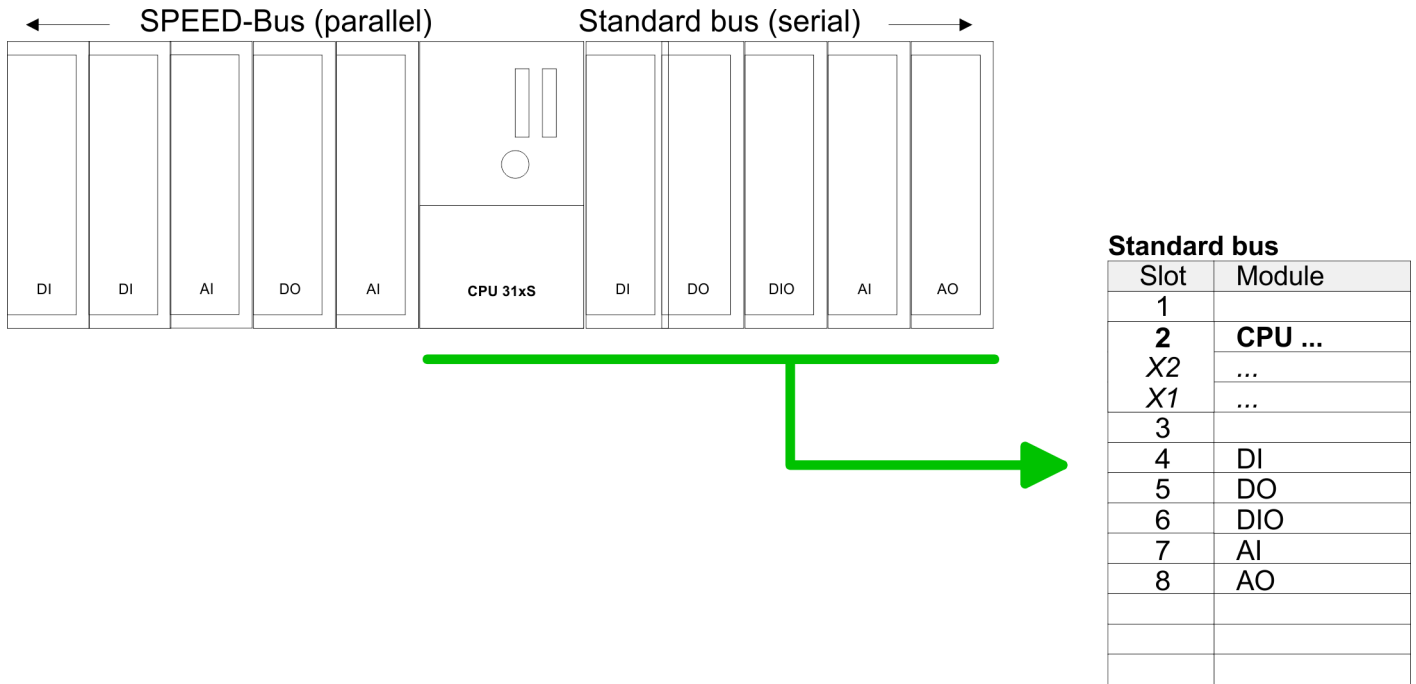 SPEED-Bus (parallel) Standard bus (serial)
DI DI AI DO AI CPU 31xS DI DO DIO AI AO
Standard bus
Slot Module
1
2 CPU ...
X2 ...
X1 ...
3
4 DI
5 DO
6 DIO
7 AI
8 AO